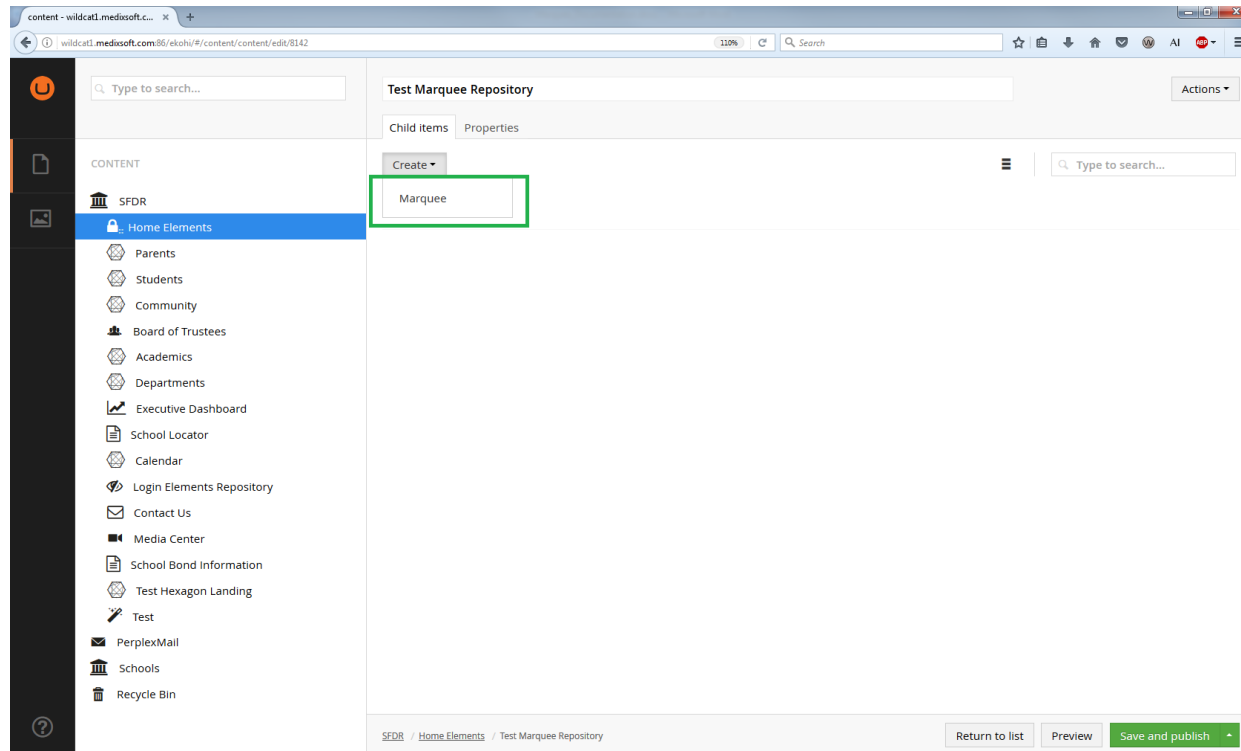 content - wildcat1.medixsoft.c...
wildcat1.medixsoft.com:86/ekohi/#/content/content/edit/8142
110%
Search
AI
ABP
Type to search...
Test Marquee Repository
Actions
Child items
Properties
CONTENT
Create
Type to search...
Marquee
SFDR
Home Elements
Parents
Students
Community
Board of Trustees
Academics
Departments
Executive Dashboard
School Locator
Calendar
Login Elements Repository
Contact Us
Media Center
School Bond Information
Test Hexagon Landing
Test
PerplexMail
Schools
Recycle Bin
SFDR / Home Elements / Test Marquee Repository
Return to list
Preview
Save and publish